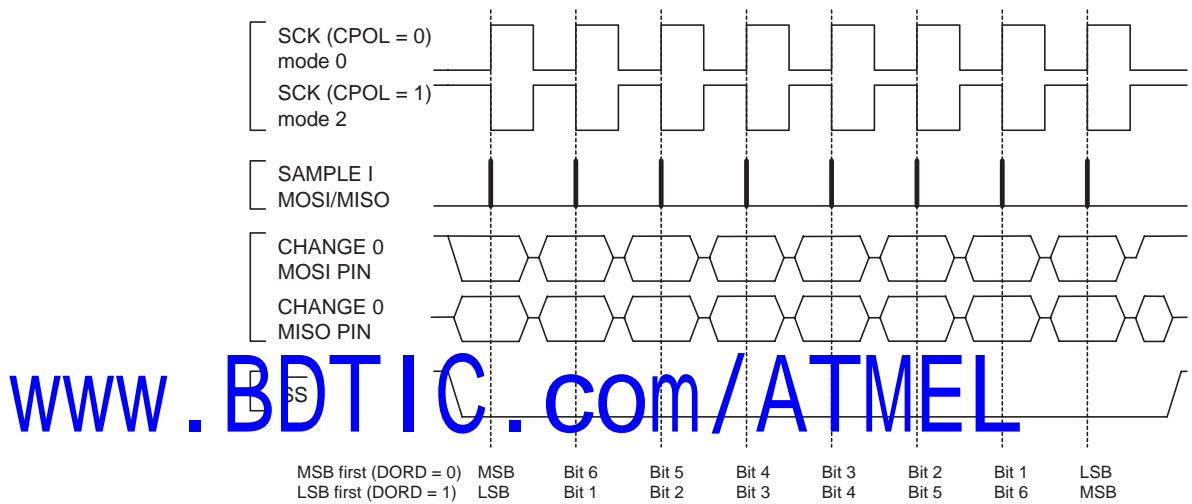 SCK (CPOL = 0)
mode 0
SCK (CPOL = 1)
mode 2
SAMPLE I
MOSI/MISO
CHANGE 0
MOSI PIN
CHANGE 0
MISO PIN
SS
www.BDTIC.com/ATMEL
MSB first (DORD = 0) MSB Bit 6 Bit 5 Bit 4 Bit 3 Bit 2 Bit 1 LSB
LSB first (DORD = 1) LSB Bit 1 Bit 2 Bit 3 Bit 4 Bit 5 Bit 6 MSB